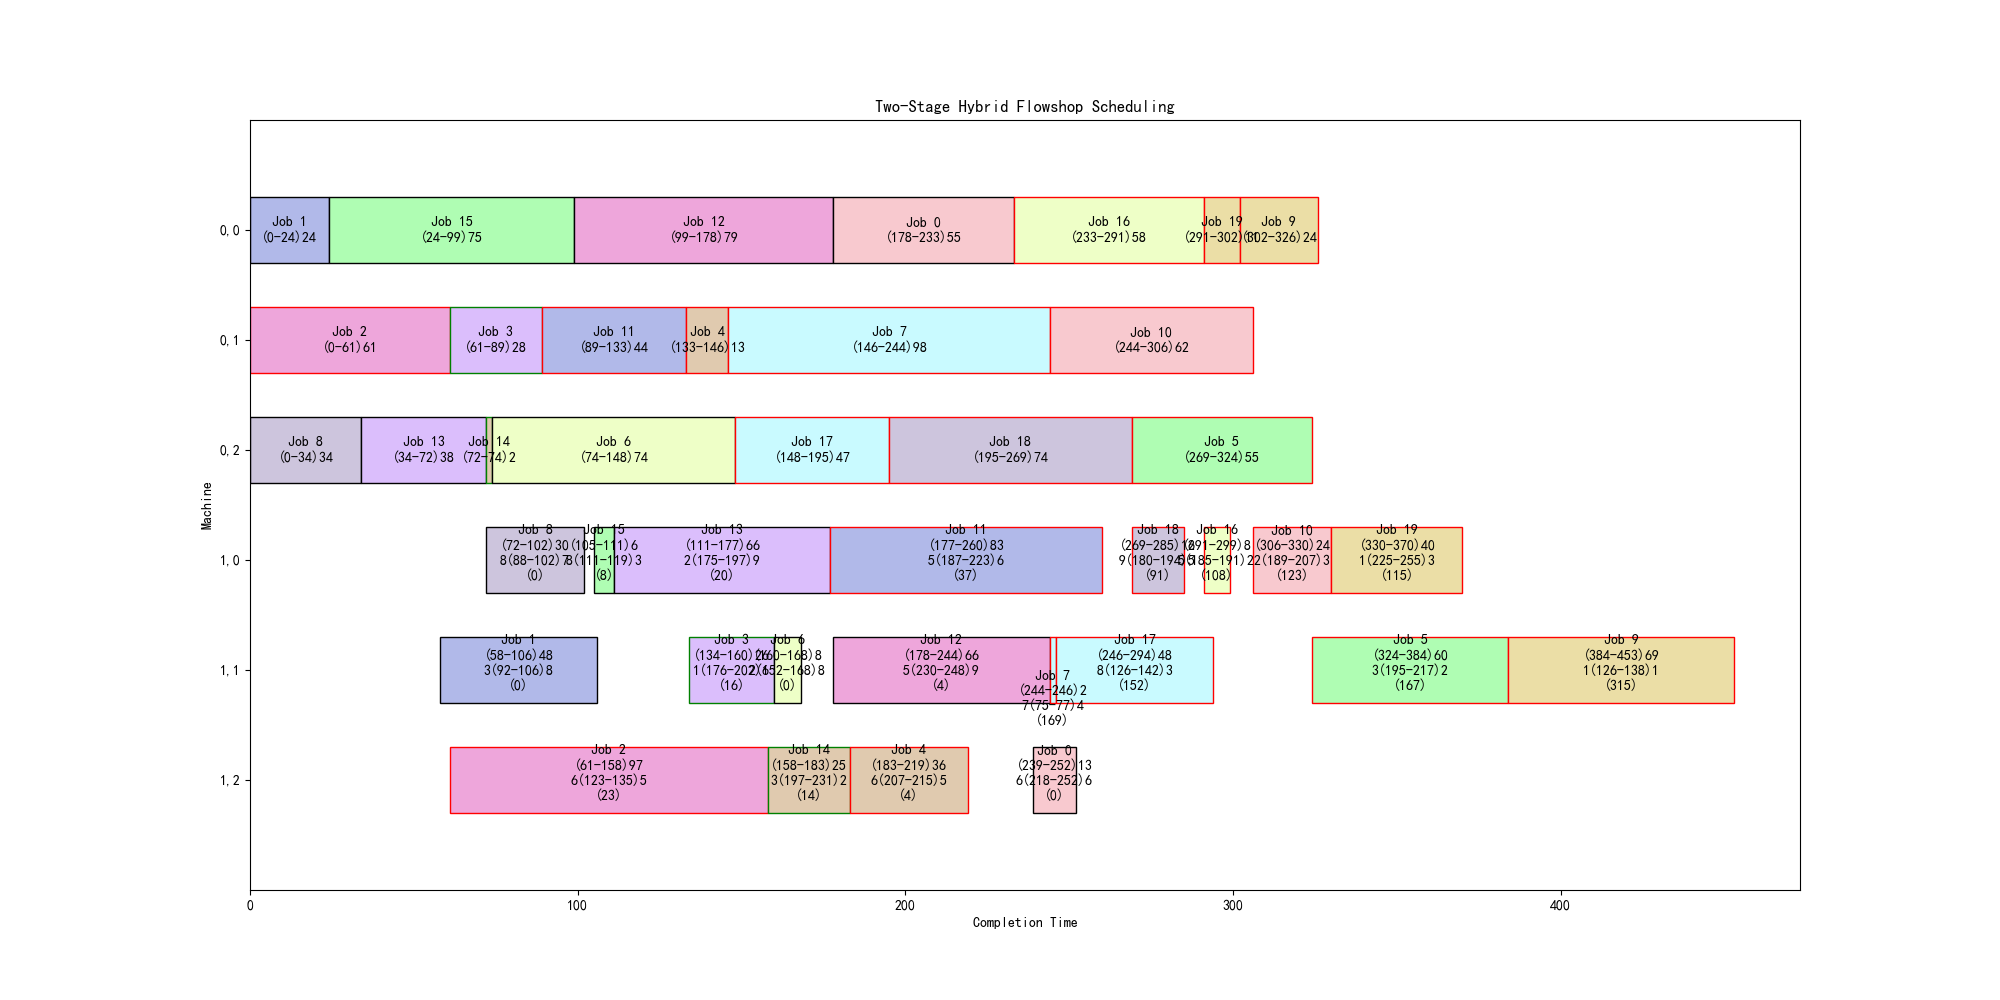 Two-Stage Hybrid Flowshop Scheduling
0,0
Job 1
(0-24)24
Job 15
(24-99)75
Job 12
(99-178)79
Job 0
(178-233)55
Job 16
(233-291)58
Job 19
(291-302)11
Job 9
(302-326)24
0,1
Job 2
(0-61)61
Job 3
(61-89)28
Job 11
(89-133)44
Job 4
(133-146)13
Job 7
(146-244)98
Job 10
(244-306)62
0,2
Job 8
(0-34)34
Job 13
(34-72)38
Job 14
(72-74)2
Job 6
(74-148)74
Job 17
(148-195)47
Job 18
(195-269)74
Job 5
(269-324)55
Machine
1,0
Job 8
(72-102)30
8(88-102)7
(0)
Job 15
(105-111)6
8(111-119)3
(8)
Job 13
(111-177)66
2(175-197)9
(20)
Job 11
(177-260)83
5(187-223)6
(37)
Job 18
(269-285)16
(91)
Job 16
(291-299)8
(108)
Job 10
(306-330)24
2(189-207)3
(123)
Job 19
(330-370)40
1(225-255)3
(115)
1,1
Job 1
(58-106)48
3(92-106)8
(0)
Job 3
(134-160)26
(16)
Job 6
(160-168)8
2(152-168)8
(0)
Job 12
(178-244)66
5(230-248)9
(4)
Job 7
(244-246)2
7(75-77)4
(169)
Job 17
(246-294)48
8(126-142)3
(152)
Job 5
(324-384)60
3(195-217)2
(167)
Job 9
(384-453)69
1(126-138)1
(315)
1,2
Job 2
(61-158)97
6(123-135)5
(23)
Job 14
(158-183)25
3(197-231)2
(14)
Job 4
(183-219)36
6(207-215)5
(4)
Job 0
(239-252)13
6(218-252)6
(0)
0
100
200
300
400
Completion Time